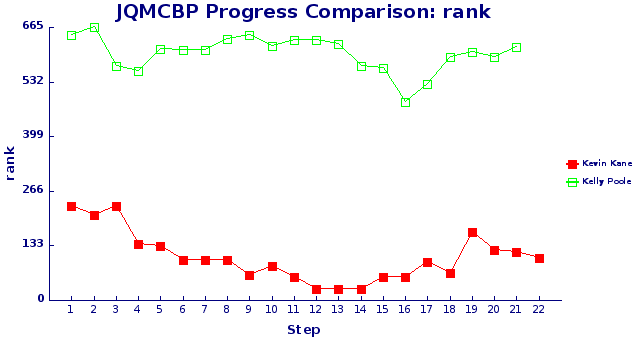 JQMCBP Progress Comparison: rank
665
532
399
266
133
0
rank
1 2 3 4 5 6 7 8 9 10 11 12 13 14 15 16 17 18 19 20 21 22
Step
Kevin Kane
Kelly Poole